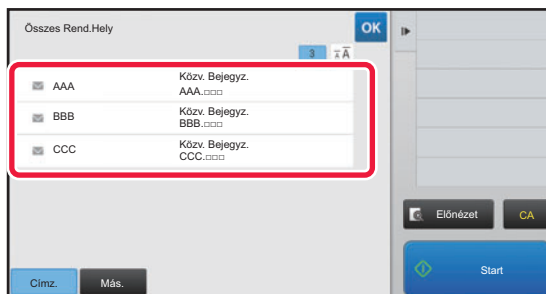 Összes Rend.Hely
OK
3
AAA
Közv. Bejegyz.
AAA.□□□
BBB
Közv. Bejegyz.
BBB.□□□
CCC
Közv. Bejegyz.
CCC.□□□
Előnézet
CA
Start
Címz.
Más.